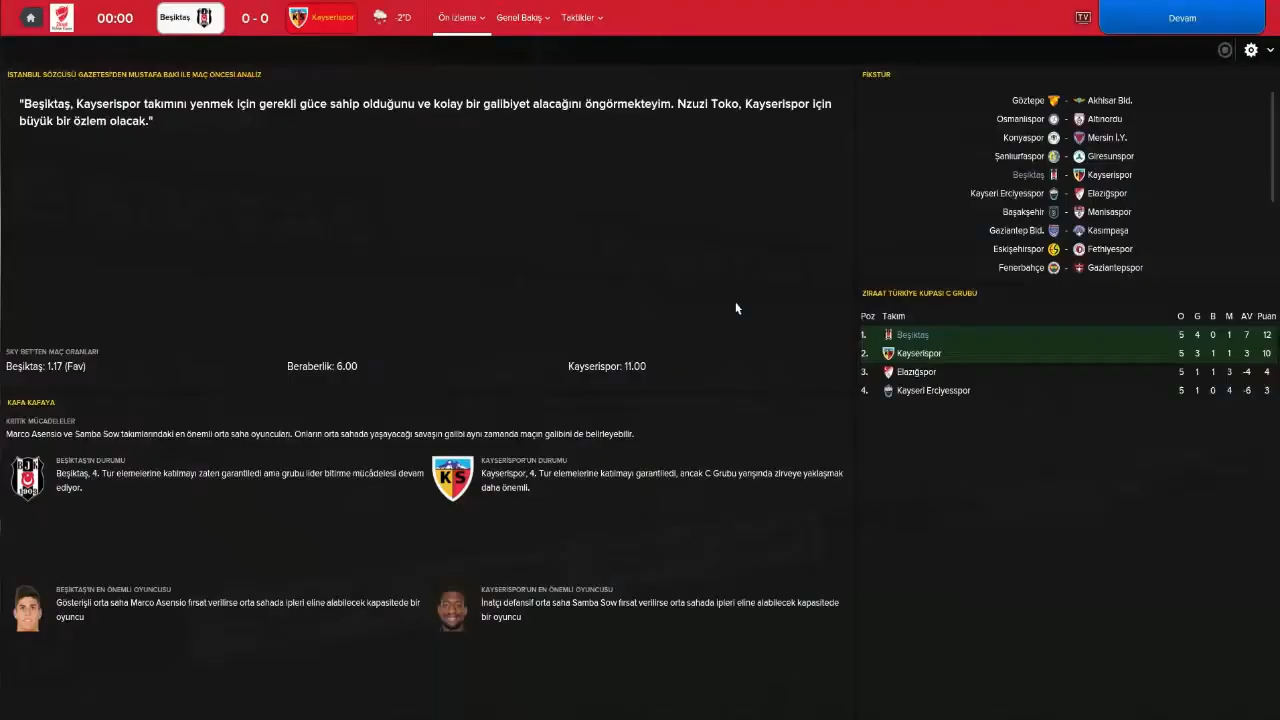 00:00 Beşiktaş 0 - 0 Kayserispor -2°D Ön İzleme Genel Bakış Taktikler TV Devam
İSTANBUL SÖZCÜSÜ GAZETESİ'DEN MUSTAFA BAKİ İLE MAÇ ÖNCESİ ANALİZ
"Beşiktaş, Kayserispor takımını yenmek için gerekli güce sahip olduğunu ve kolay bir galibiyet alacağını öngörmekteyim. Nzuzi Toko, Kayserispor için
büyük bir özlem olacak."
SKY BET'TEN MAÇ ORANLARI
Beşiktaş: 1.17 (Fav) Beraberlik: 6.00 Kayserispor: 11.00
KAFA KAFAYA
KRİTİK MÜCADELELER
Marco Asensio ve Samba Sow takımlarındaki en önemli orta saha oyuncuları. Onların orta sahada yaşayacağı savaşın galibi aynı zamanda maçın galibini de belirleyebilir.
BEŞİKTAŞ'IN DURUMU
Beşiktaş, 4. Tur elemelerine katılmayı zaten garantiledi ama grubu lider bitirme mücadelesi devam
ediyor.
KAYSERİSPOR'UN DURUMU
Kayserispor, 4. Tur elemelerine katılmayı garantiledi, ancak C Grubu yarışında zirveye yaklaşmak
daha önemli.
BEŞİKTAŞ'IN EN ÖNEMLİ OYUNCUSU
Gösterişli orta saha Marco Asensio fırsat verilirse orta sahada ipleri eline alabilecek kapasitede bir
oyuncu
KAYSERİSPOR'UN EN ÖNEMLİ OYUNCUSU
İnatçı defansif orta saha Samba Sow fırsat verilirse orta sahada ipleri eline alabilecek kapasitede
bir oyuncu
FİKSTÜR
Göztepe - Akhisar Bld.
Osmanlıspor - Altınordu
Konyaspor - Mersin İ.Y.
Şanlıurfaspor - Giresunspor
Beşiktaş - Kayserispor
Kayseri Erciyesspor - Elazığspor
Başakşehir - Manisaspor
Gaziantep Bld. - Kasımpaşa
Eskişehirspor - Fethiyespor
Fenerbahçe - Gaziantepspor
ZİRAAT TÜRKİYE KUPASI C GRUBU
Poz Takım O G B M AV Puan
1. Beşiktaş 5 4 0 1 7 12
2. Kayserispor 5 3 1 1 3 10
3. Elazığspor 5 1 1 3 -4 4
4. Kayseri Erciyesspor 5 1 0 4 -6 3